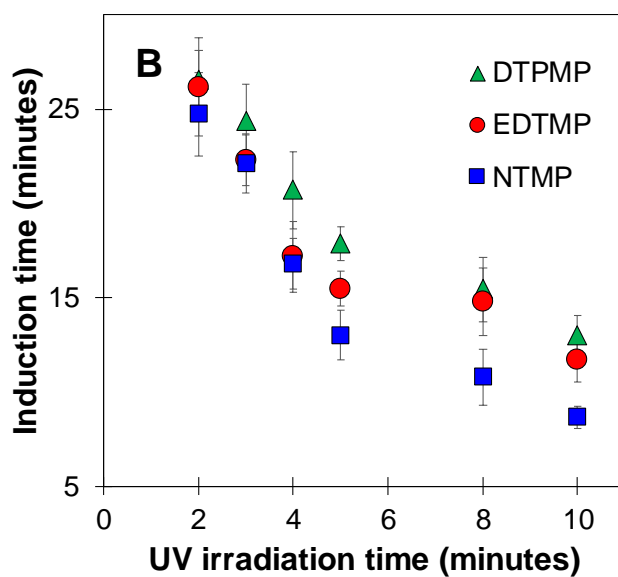 B
DTPMP
EDTMP
NTMP
Induction time (minutes)
25
15
5
0 2 4 6 8 10
UV irradiation time (minutes)